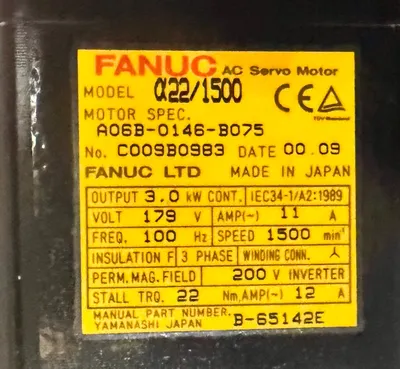 FANUC AC Servo Motor
MODEL α22/1500
MOTOR SPEC.
A06B-0146-B075
No. C009B0983 DATE 00.09
FANUC LTD MADE IN JAPAN
OUTPUT 3.0 kW CONT. IEC34-1/A2:1989
VOLT 179 V AMP(~) 11 A
FREQ. 100 Hz SPEED 1500 min⁻¹
INSULATION F 3 PHASE WINDING CONN. Y
PERM. MAG. FIELD 200 V INVERTER
STALL TRQ. 22 Nm, AMP(~) 12 A
MANUAL PART NUMBER. B-65142E
YAMANASHI JAPAN